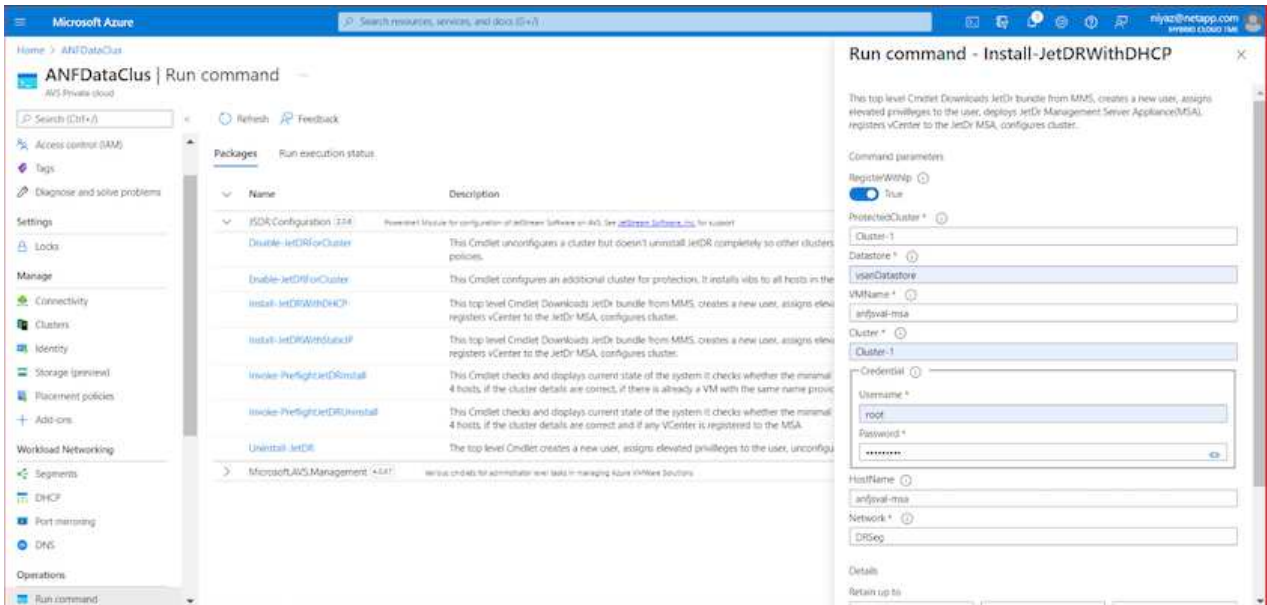 Microsoft Azure
Search resources, services, and docs (G+/)
niyaz@netapp.com
HYBRID CLOUD TME
Home > ANFDataClus
ANFDataClus | Run command
AVS Private cloud
Search (Ctrl+/)
Access control (IAM)
Tags
Diagnose and solve problems
Settings
Locks
Manage
Connectivity
Clusters
Identity
Storage (preview)
Placement policies
Add-ons
Workload Networking
Segments
DHCP
Port mirroring
DNS
Operations
Run command
Refresh
Feedback
Packages
Run execution status
Name
Description
JSDR.Configuration
Powershell Module for configuration of JetStream Software on AVS. See JetStream Software, Inc. for support
Disable-JetDRForCluster
This Cmdlet unconfigures a cluster but doesn't uninstall JetDR completely so other clusters
policies.
Enable-JetDRForCluster
This Cmdlet configures an additional cluster for protection. It installs vibs to all hosts in the
Install-JetDRWithDHCP
This top level Cmdlet Downloads JetDr bundle from MMS, creates a new user, assigns elev
registers vCenter to the JetDr MSA, configures cluster.
Install-JetDRWithStaticIP
This top level Cmdlet Downloads JetDr bundle from MMS, creates a new user, assigns elev
registers vCenter to the JetDr MSA, configures cluster.
Invoke-PreflightJetDRInstall
This Cmdlet checks and displays current state of the system it checks whether the minimal
4 hosts, if the cluster details are correct, if there is already a VM with the same name provid
Invoke-PreflightJetDRUninstall
This Cmdlet checks and displays current state of the system it checks whether the minimal
4 hosts, if the cluster details are correct and if any VCenter is registered to the MSA
Uninstall-JetDR
The top level Cmdlet creates a new user, assigns elevated privilleges to the user, unconfigu
Microsoft.AVS.Management
Various cmdlets for administrator level tasks in managing Azure VMWare Solutions
Run command - Install-JetDRWithDHCP
This top level Cmdlet Downloads JetDr bundle from MMS, creates a new user, assigns
elevated privilleges to the user, deploys JetDr Management Server Appliance(MSA),
registers vCenter to the JetDr MSA, configures cluster.
Command parameters
RegisterWithIp
True
ProtectedCluster *
Cluster-1
Datastore *
vsanDatastore
VMName *
anfjsval-msa
Cluster *
Cluster-1
Credential
Username *
root
Password *
•••••••••
HostName
anfjsval-msa
Network *
DRSeg
Details
Retain up to